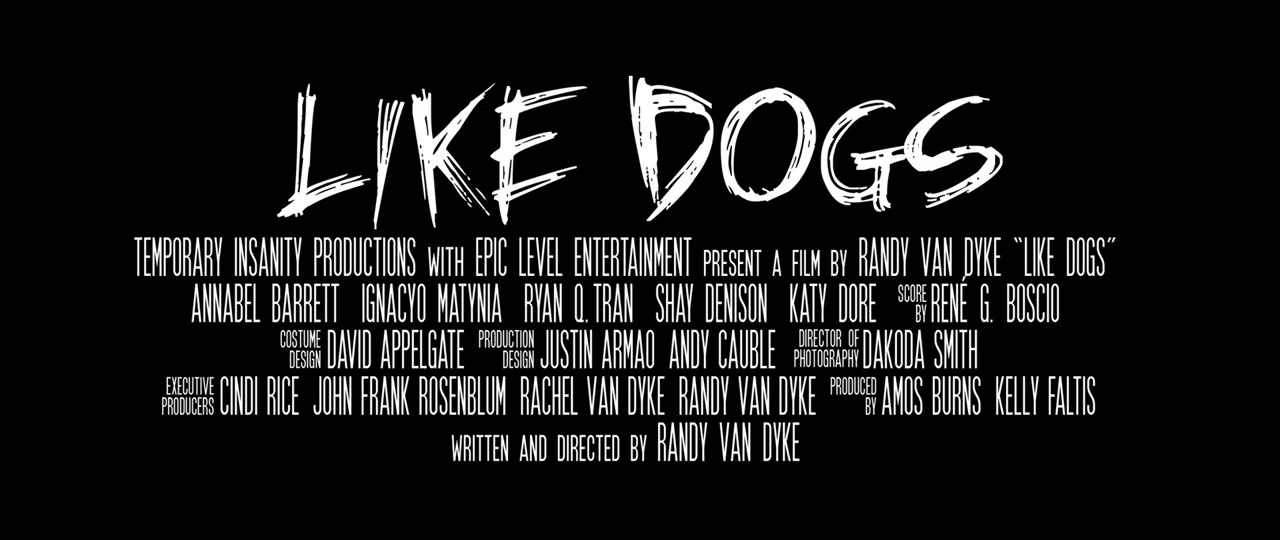 LIKE DOGS
TEMPORARY INSANITY PRODUCTIONS WITH EPIC LEVEL ENTERTAINMENT PRESENT A FILM BY RANDY VAN DYKE "LIKE DOGS"
ANNABEL BARRETT IGNACYO MATYNIA RYAN Q. TRAN SHAY DENISON KATY DORE SCORE BY RENÉ G. BOSCIO
COSTUME DESIGN DAVID APPELGATE PRODUCTION DESIGN JUSTIN ARMAO ANDY CAUBLE DIRECTOR OF PHOTOGRAPHY DAKODA SMITH
EXECUTIVE PRODUCERS CINDI RICE JOHN FRANK ROSENBLUM RACHEL VAN DYKE RANDY VAN DYKE PRODUCED BY AMOS BURNS KELLY FALTIS
WRITTEN AND DIRECTED BY RANDY VAN DYKE